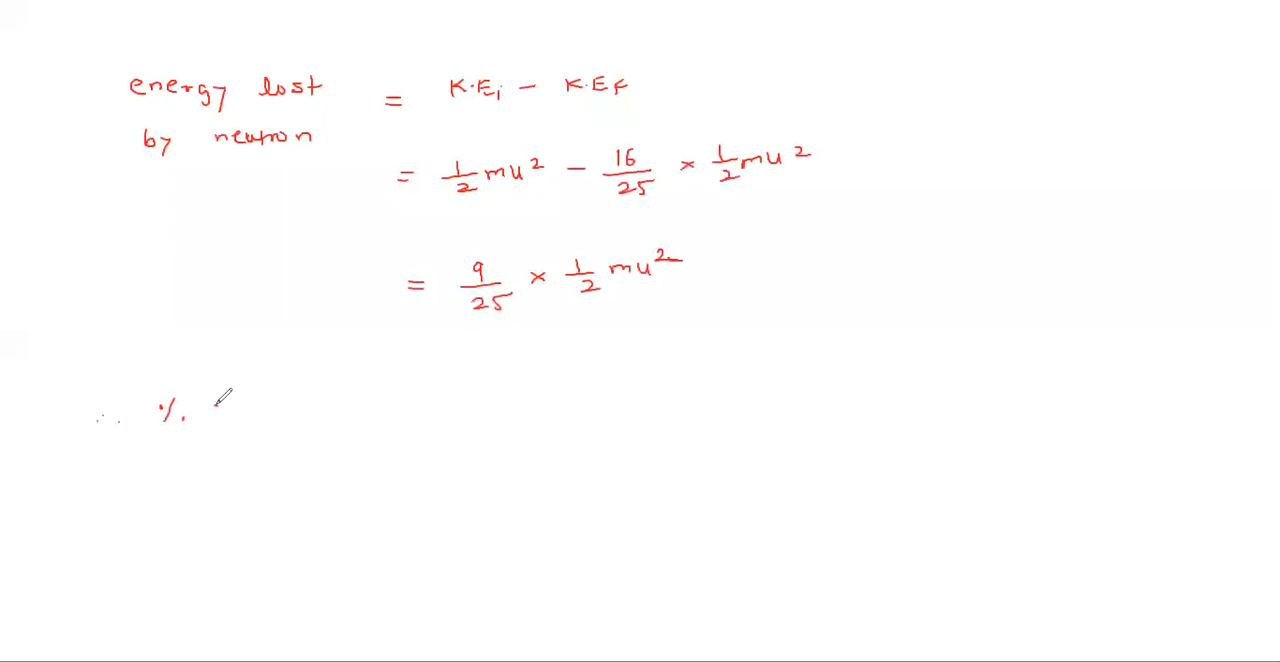 energy lost = K.Ei - K.Ef
by neutron
= 1/2 mu² - 16/25 × 1/2 mu²
= 9/25 × 1/2 mu²
∴ %.